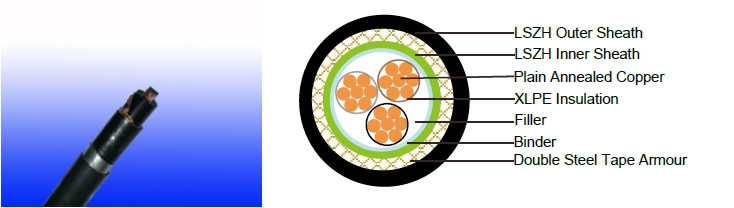 LSZH Outer Sheath
LSZH Inner Sheath
Plain Annealed Copper
XLPE Insulation
Filler
Binder
Double Steel Tape Armour